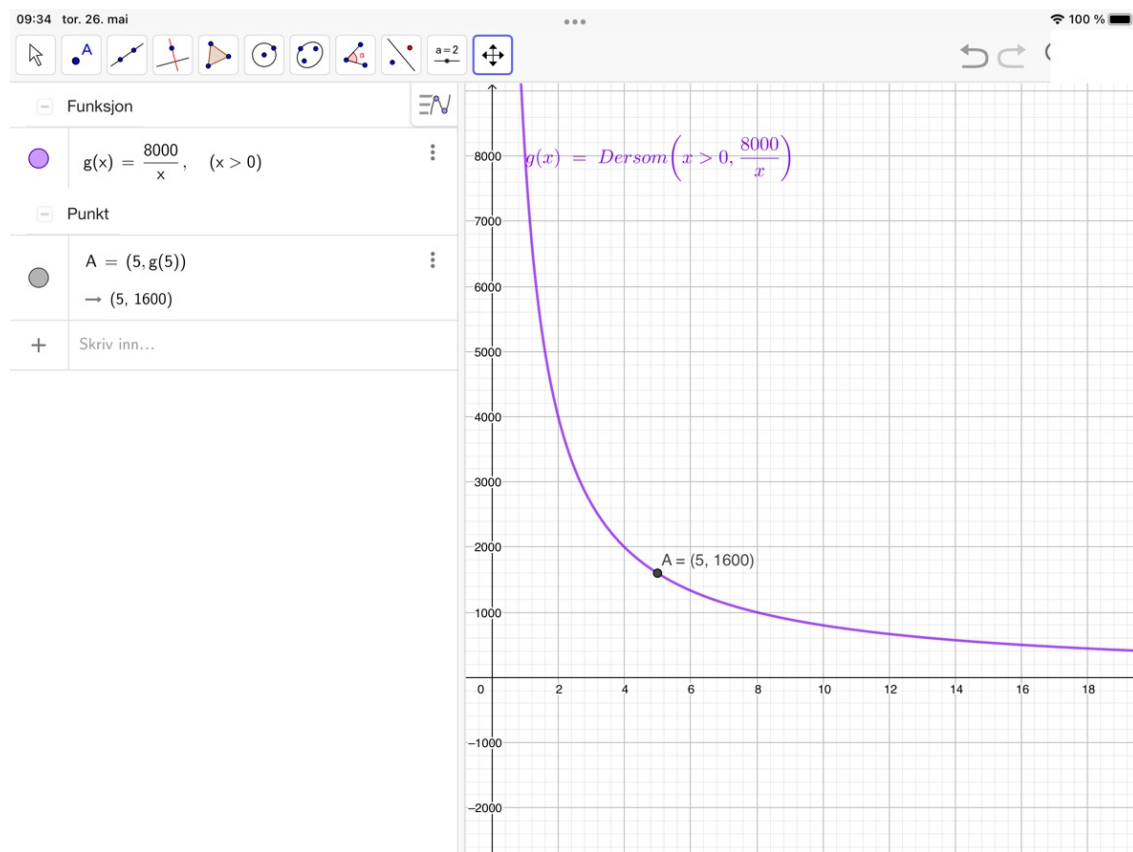 09:34 tor. 26. mai
100 %
A
α
a=2
Funksjon
g(x) = 8000/x, (x > 0)
Punkt
A = (5, g(5))
→ (5, 1600)
+ Skriv inn...
g(x) = Dersom(x > 0, 8000/x)
8000
7000
6000
5000
4000
3000
2000
A = (5, 1600)
1000
0 2 4 6 8 10 12 14 16 18
–1000
–2000